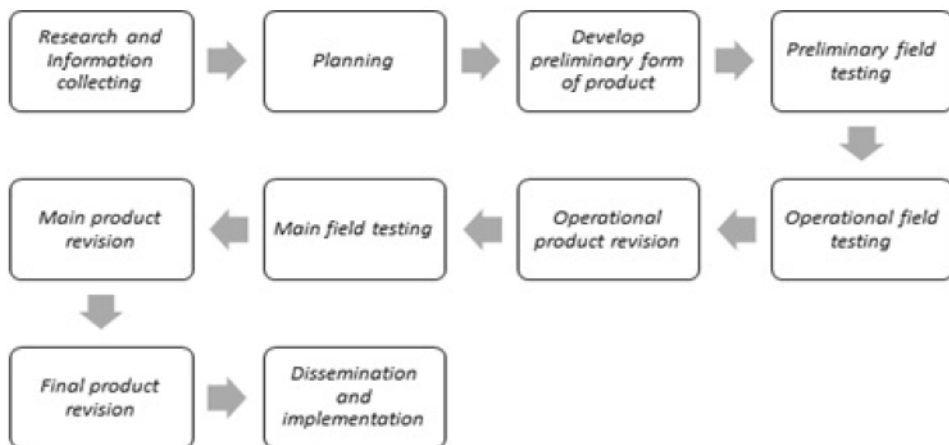 Research and
Information
collecting
Planning
Develop
preliminary form
of product
Preliminary field
testing
Operational field
testing
Operational
product revision
Main field testing
Main product
revision
Final product
revision
Dissemination
and
implementation